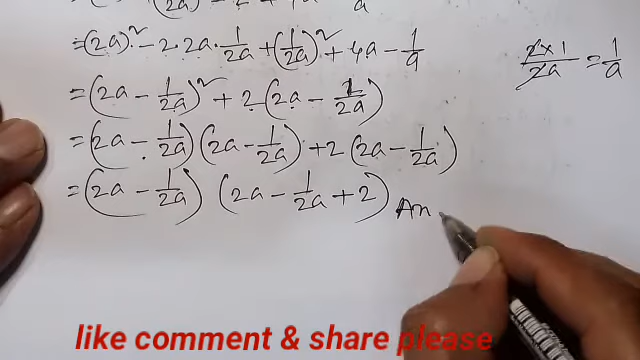 =(2a)² - 2·2a·1/2a + (1/2a)² + 4a - 1/a
2×1/2a = 1/a
=(2a - 1/2a)² + 2(2a - 1/2a)
=(2a - 1/2a)(2a - 1/2a) + 2(2a - 1/2a)
=(2a - 1/2a) (2a - 1/2a + 2) An
like comment & share please